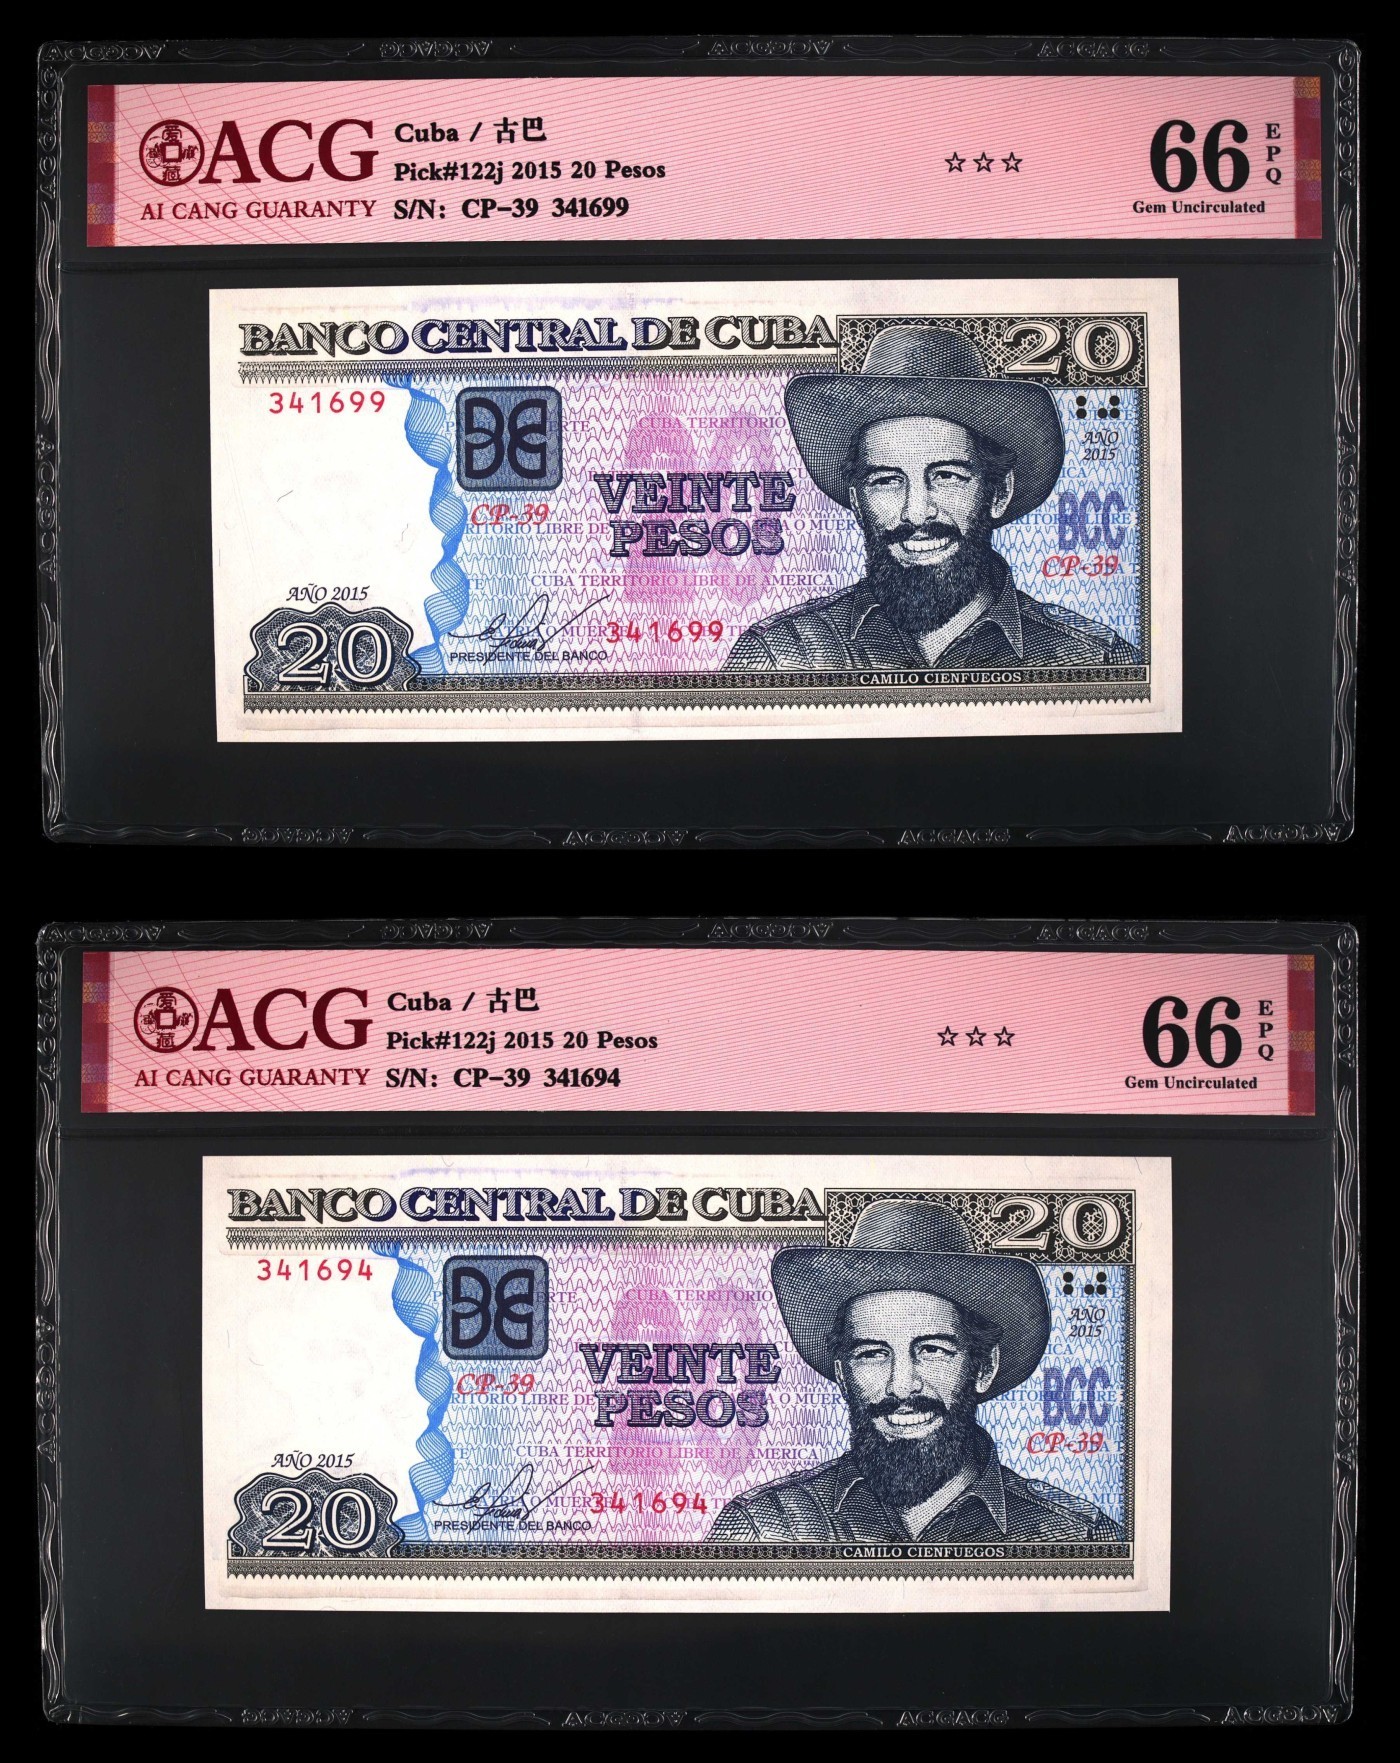 ACG
AI CANG GUARANTY
Cuba / 古巴
Pick#122j 2015 20 Pesos
S/N: CP-39 341699
☆☆☆
66 EPQ
Gem Uncirculated
BANCO CENTRAL DE CUBA 20
341699
CUBA TERRITORIO
AÑO
2015
VEINTE
PESOS
CP-39
BCC
CP-39
CUBA TERRITORIO LIBRE DE AMERICA
AÑO 2015
20
341699
PRESIDENTE DEL BANCO
CAMILO CIENFUEGOS
ACG
AI CANG GUARANTY
Cuba / 古巴
Pick#122j 2015 20 Pesos
S/N: CP-39 341694
☆☆☆
66 EPQ
Gem Uncirculated
BANCO CENTRAL DE CUBA 20
341694
CUBA TERRITORIO
AÑO
2015
VEINTE
PESOS
CP-39
BCC
CP-39
CUBA TERRITORIO LIBRE DE AMERICA
AÑO 2015
20
341694
PRESIDENTE DEL BANCO
CAMILO CIENFUEGOS